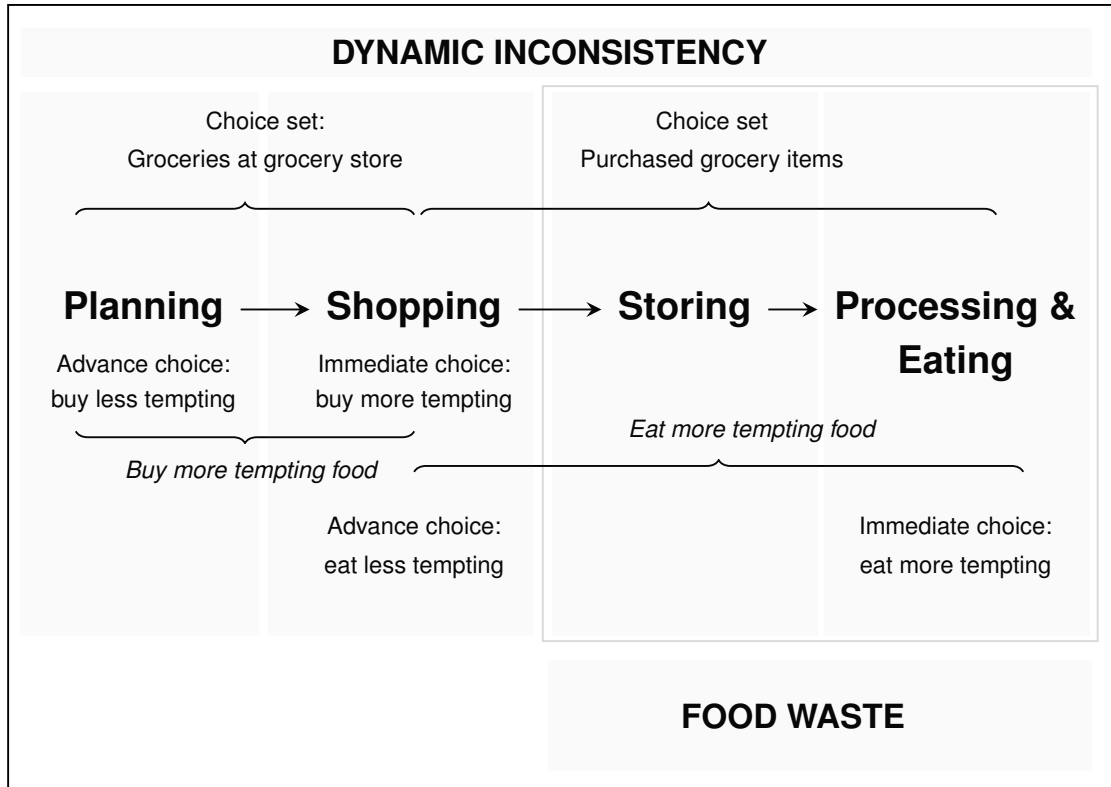 DYNAMIC INCONSISTENCY
Choice set:
Groceries at grocery store
Choice set
Purchased grocery items
Planning
Shopping
Storing
Processing &
Eating
Advance choice:
buy less tempting
Immediate choice:
buy more tempting
Buy more tempting food
Eat more tempting food
Advance choice:
eat less tempting
Immediate choice:
eat more tempting
FOOD WASTE